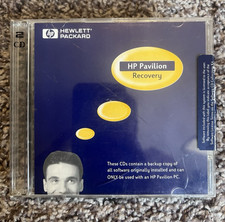 2
CD
hp
HEWLETT
PACKARD
HP Pavilion
Recovery
These CDs contain a backup copy of
all software originally installed and can
ONLY be used with an HP Pavilion PC.